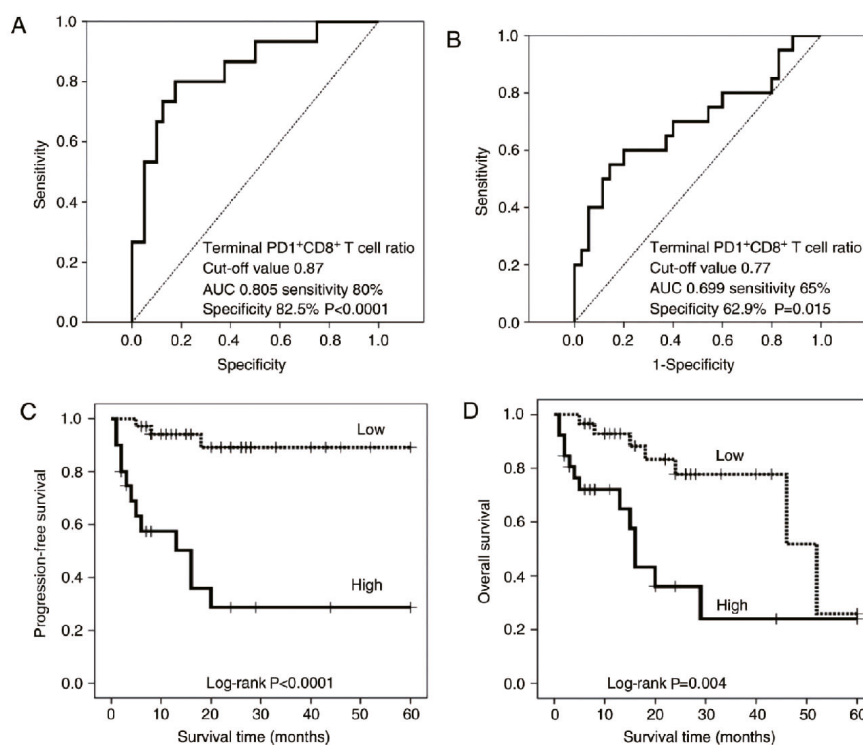 A
1.0
0.8
0.6
0.4
0.2
0.0
Sensitivity
Terminal PD1⁺CD8⁺ T cell ratio
Cut-off value 0.87
AUC 0.805 sensitivity 80%
Specificity 82.5% P<0.0001
0.0 0.2 0.4 0.6 0.8 1.0
Specificity
B
1.0
0.8
0.6
0.4
0.2
0.0
Sensitivity
Terminal PD1⁺CD8⁺ T cell ratio
Cut-off value 0.77
AUC 0.699 sensitivity 65%
Specificity 62.9% P=0.015
0.0 0.2 0.4 0.6 0.8 1.0
1-Specificity
C
1.0
0.8
0.6
0.4
0.2
0.0
Progression-free survival
Low
High
Log-rank P<0.0001
0 10 20 30 40 50 60
Survival time (months)
D
1.0
0.8
0.6
0.4
0.2
0.0
Overall survival
Low
High
Log-rank P=0.004
0 10 20 30 40 50 60
Survival time (months)